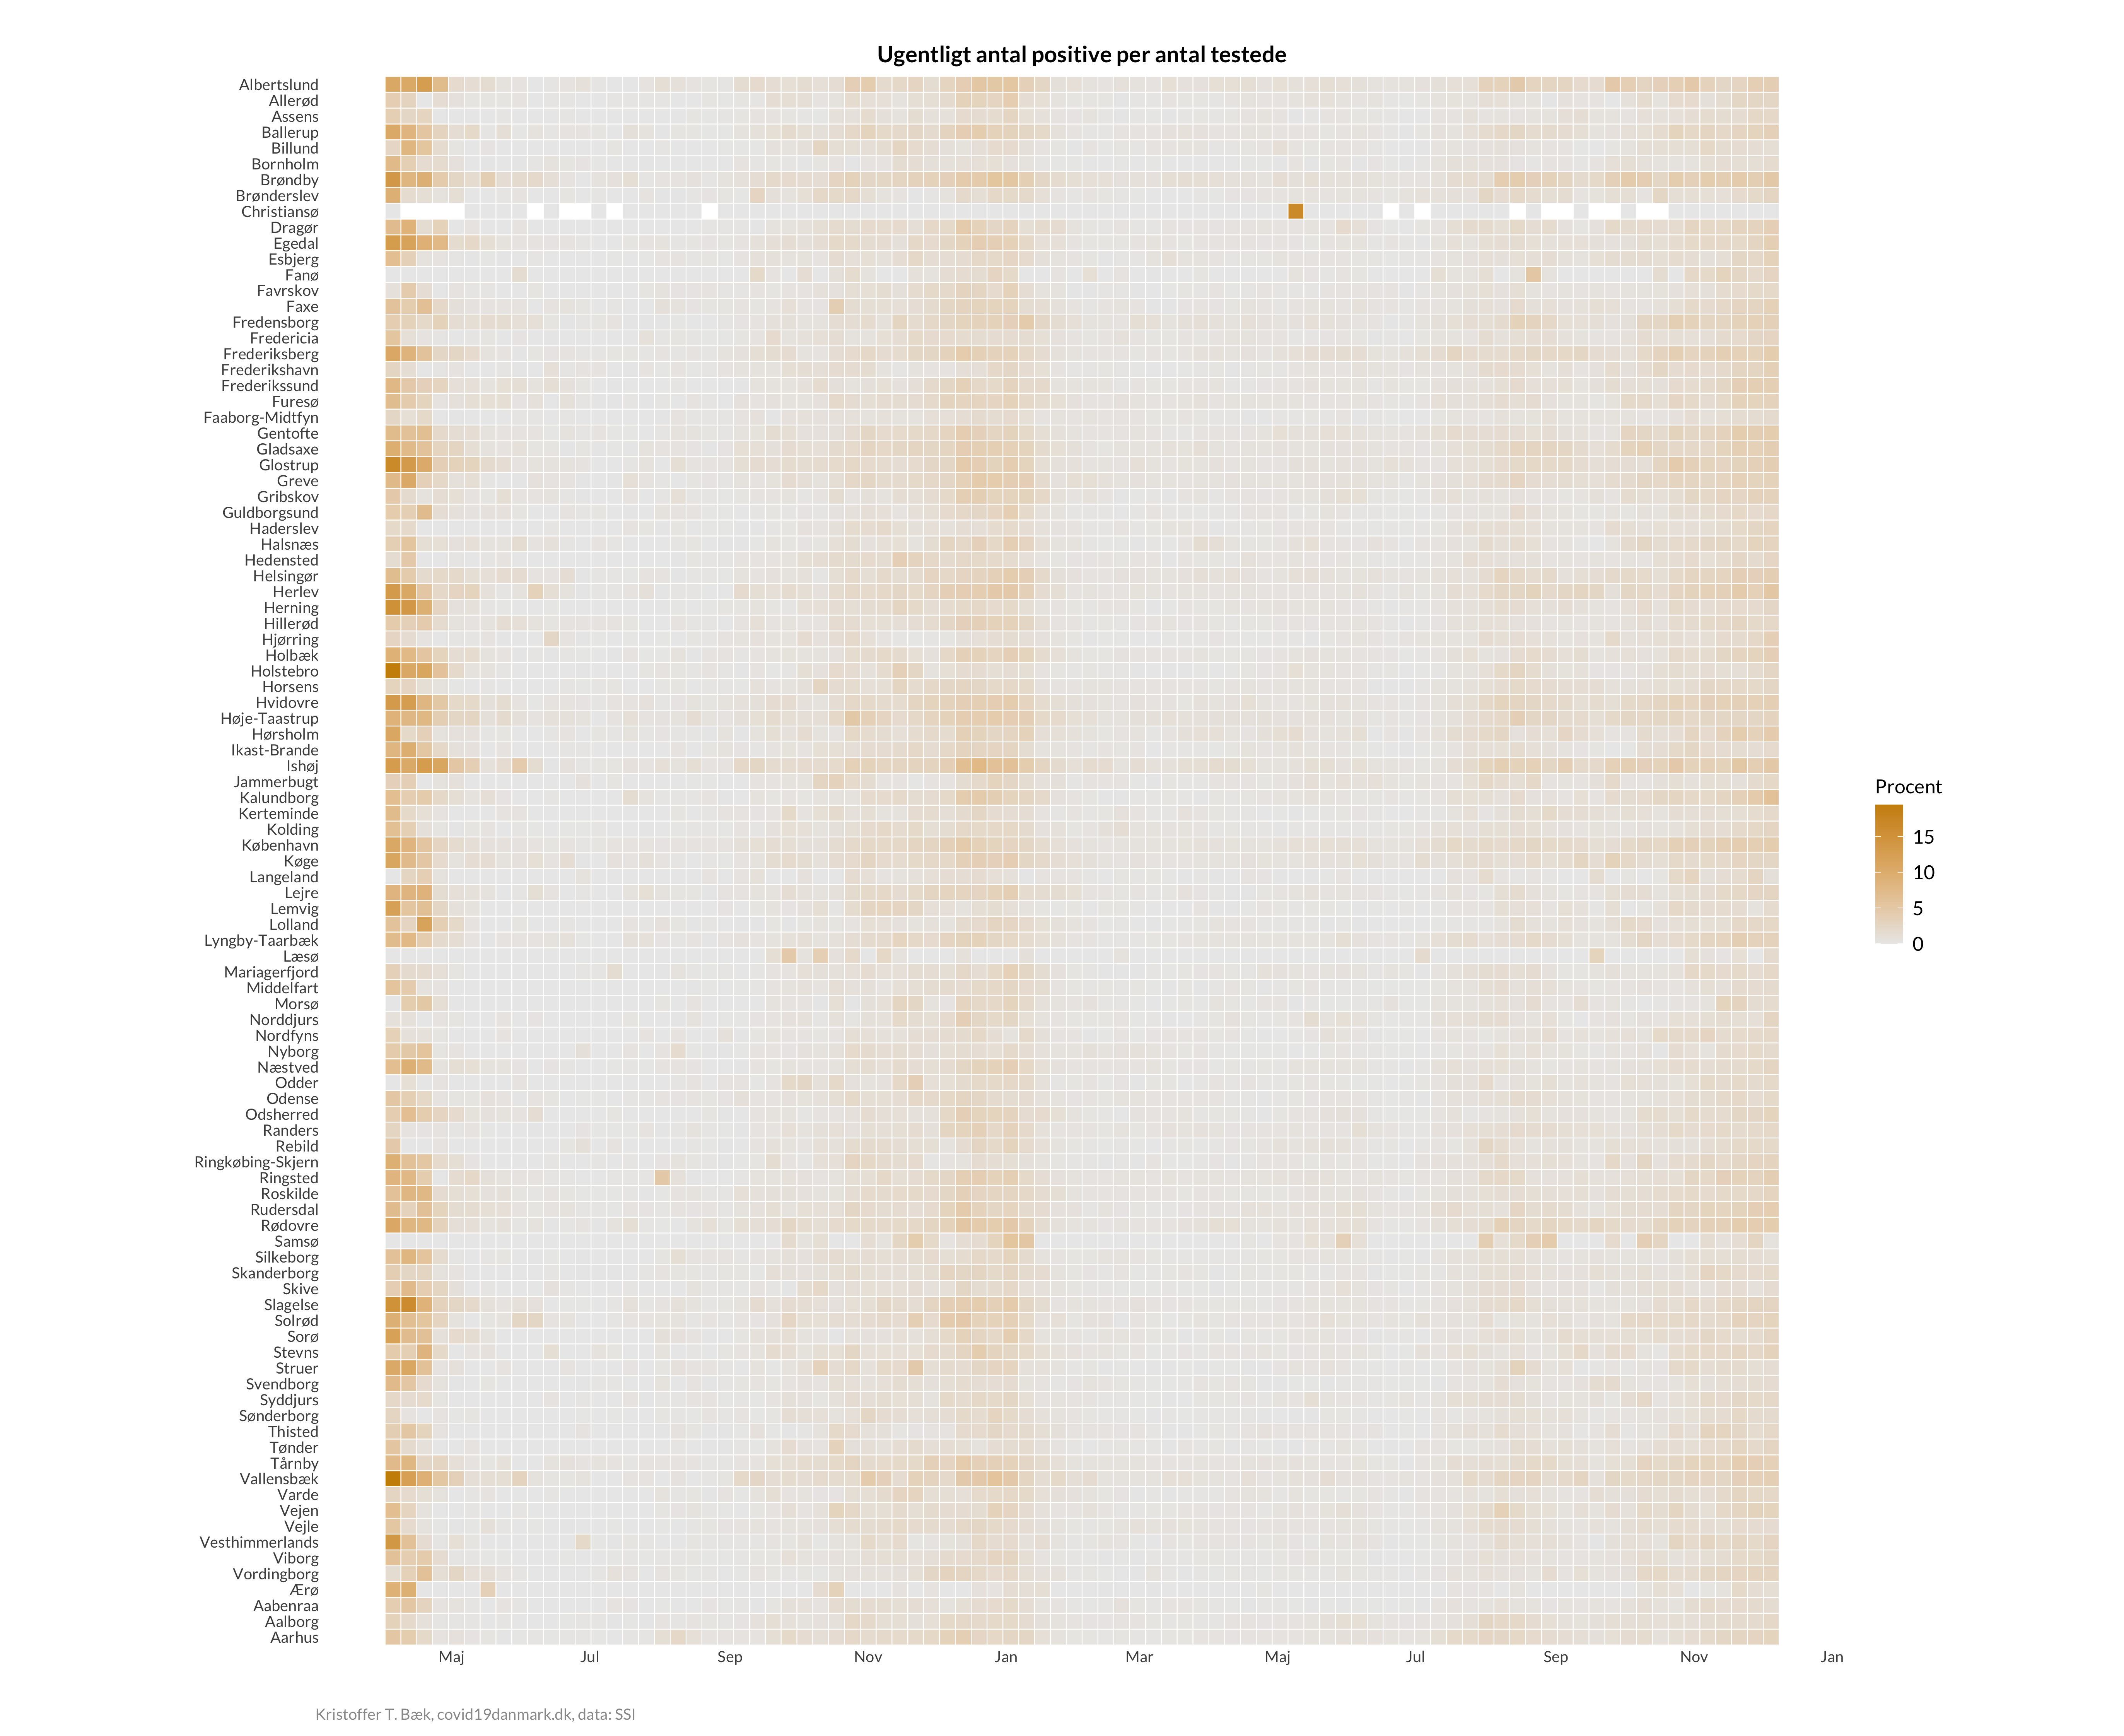 Ugentligt antal positive per antal testede
Albertslund
Allerød
Assens
Ballerup
Billund
Bornholm
Brøndby
Brønderslev
Christiansø
Dragør
Egedal
Esbjerg
Fanø
Favrskov
Faxe
Fredensborg
Fredericia
Frederiksberg
Frederikshavn
Frederikssund
Furesø
Faaborg-Midtfyn
Gentofte
Gladsaxe
Glostrup
Greve
Gribskov
Guldborgsund
Haderslev
Halsnæs
Hedensted
Helsingør
Herlev
Herning
Hillerød
Hjørring
Holbæk
Holstebro
Horsens
Hvidovre
Høje-Taastrup
Hørsholm
Ikast-Brande
Ishøj
Jammerbugt
Kalundborg
Kerteminde
Kolding
København
Køge
Langeland
Lejre
Lemvig
Lolland
Lyngby-Taarbæk
Læsø
Mariagerfjord
Middelfart
Morsø
Norddjurs
Nordfyns
Nyborg
Næstved
Odder
Odense
Odsherred
Randers
Rebild
Ringkøbing-Skjern
Ringsted
Roskilde
Rudersdal
Rødovre
Samsø
Silkeborg
Skanderborg
Skive
Slagelse
Solrød
Sorø
Stevns
Struer
Svendborg
Syddjurs
Sønderborg
Thisted
Tønder
Tårnby
Vallensbæk
Varde
Vejen
Vejle
Vesthimmerlands
Viborg
Vordingborg
Ærø
Aabenraa
Aalborg
Aarhus
Maj Jul Sep Nov Jan Mar Maj Jul Sep Nov Jan
Procent
15
10
5
0
Kristoffer T. Bæk, covid19danmark.dk, data: SSI